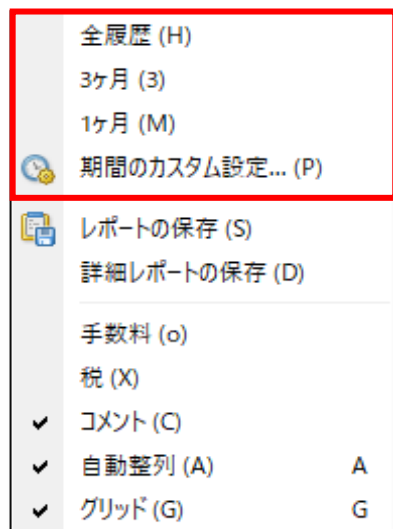 全履歴 (H)
3ヶ月 (3)
1ヶ月 (M)
期間のカスタム設定... (P)
レポートの保存 (S)
詳細レポートの保存 (D)
手数料 (o)
税 (X)
コメント (C)
自動整列 (A) A
グリッド (G) G